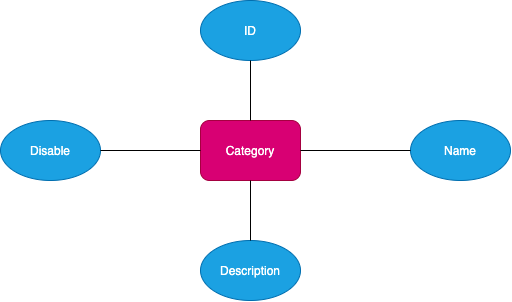 ID
Disable
Category
Name
Description